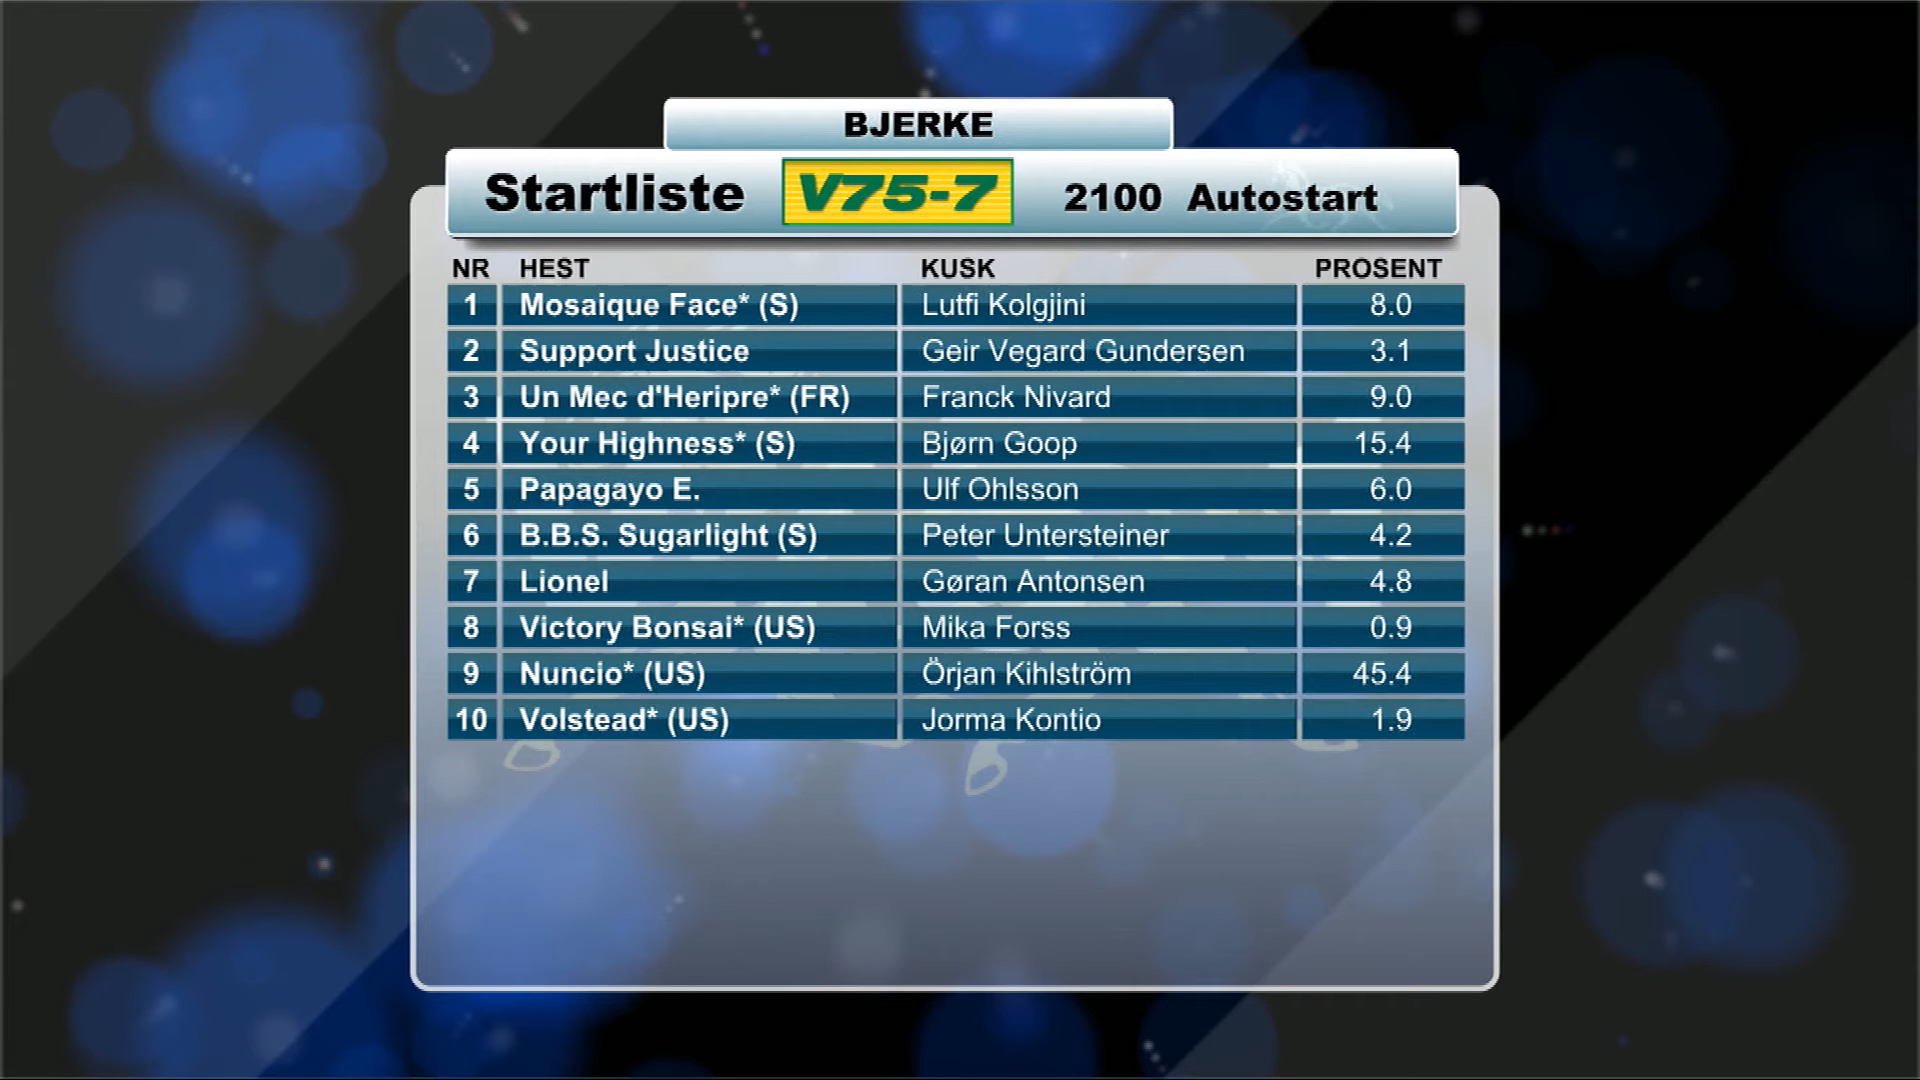 BJERKE
Startliste V75-7 2100 Autostart
NR HEST KUSK PROSENT
1 Mosaique Face* (S) Lutfi Kolgjini 8.0
2 Support Justice Geir Vegard Gundersen 3.1
3 Un Mec d'Heripre* (FR) Franck Nivard 9.0
4 Your Highness* (S) Bjørn Goop 15.4
5 Papagayo E. Ulf Ohlsson 6.0
6 B.B.S. Sugarlight (S) Peter Untersteiner 4.2
7 Lionel Gøran Antonsen 4.8
8 Victory Bonsai* (US) Mika Forss 0.9
9 Nuncio* (US) Örjan Kihlström 45.4
10 Volstead* (US) Jorma Kontio 1.9